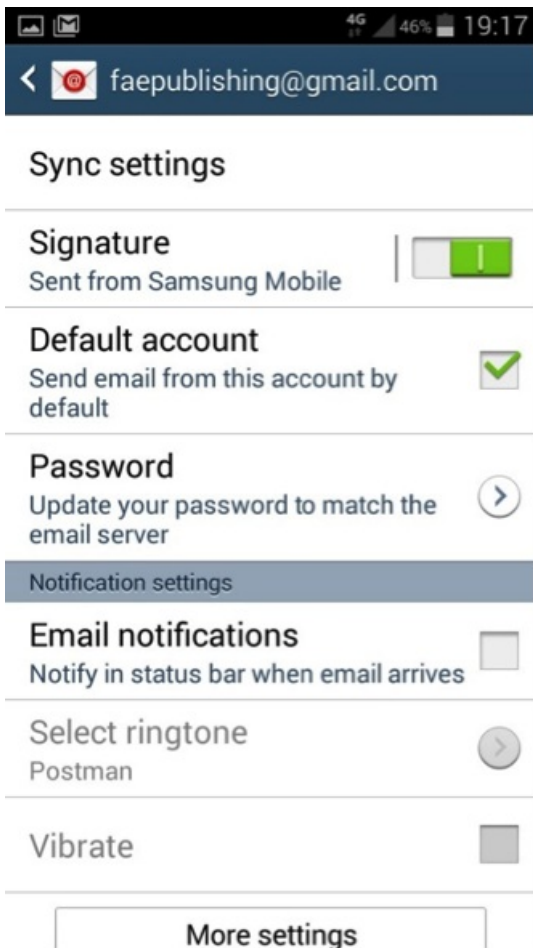 4G 46% 19:17
faepublishing@gmail.com
Sync settings
Signature
Sent from Samsung Mobile
Default account
Send email from this account by
default
Password
Update your password to match the
email server
Notification settings
Email notifications
Notify in status bar when email arrives
Select ringtone
Postman
Vibrate
More settings